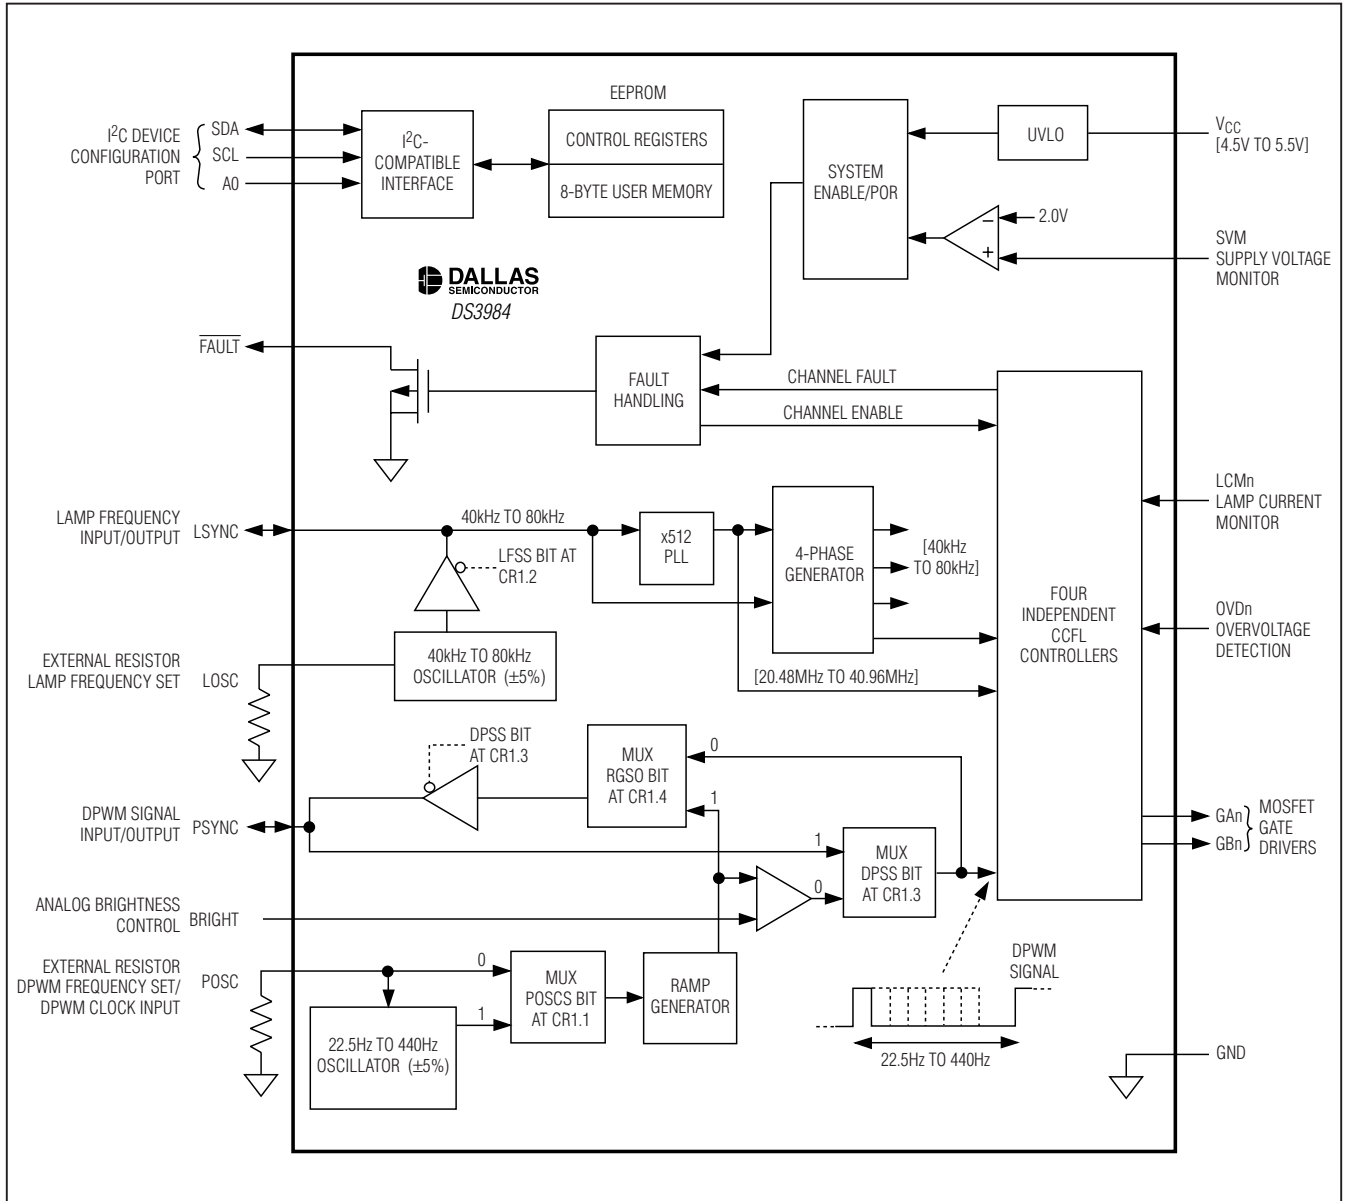 EEPROM
I²C DEVICE
CONFIGURATION
PORT
SDA
SCL
A0
I²C-
COMPATIBLE
INTERFACE
CONTROL REGISTERS
8-BYTE USER MEMORY
SYSTEM
ENABLE/POR
UVLO
VCC
[4.5V TO 5.5V]
2.0V
−
+
SVM
SUPPLY VOLTAGE
MONITOR
DALLAS
SEMICONDUCTOR
DS3984
FAULT
FAULT
HANDLING
CHANNEL FAULT
CHANNEL ENABLE
LAMP FREQUENCY
INPUT/OUTPUT
LSYNC
40kHz TO 80kHz
LFSS BIT AT
CR1.2
x512
PLL
4-PHASE
GENERATOR
[40kHz
TO 80kHz]
FOUR
INDEPENDENT
CCFL
CONTROLLERS
LCMn
LAMP CURRENT
MONITOR
OVDn
OVERVOLTAGE
DETECTION
EXTERNAL RESISTOR
LAMP FREQUENCY SET
LOSC
40kHz TO 80kHz
OSCILLATOR (±5%)
[20.48MHz TO 40.96MHz]
DPSS BIT
AT CR1.3
MUX
RGSO BIT
AT CR1.4
0
1
DPWM SIGNAL
INPUT/OUTPUT
PSYNC
1
0
MUX
DPSS BIT
AT CR1.3
GAn
GBn
MOSFET
GATE
DRIVERS
ANALOG BRIGHTNESS
CONTROL
BRIGHT
EXTERNAL RESISTOR
DPWM FREQUENCY SET/
DPWM CLOCK INPUT
POSC
0
1
MUX
POSCS BIT
AT CR1.1
RAMP
GENERATOR
22.5Hz TO 440Hz
OSCILLATOR (±5%)
DPWM
SIGNAL
22.5Hz TO 440Hz
GND